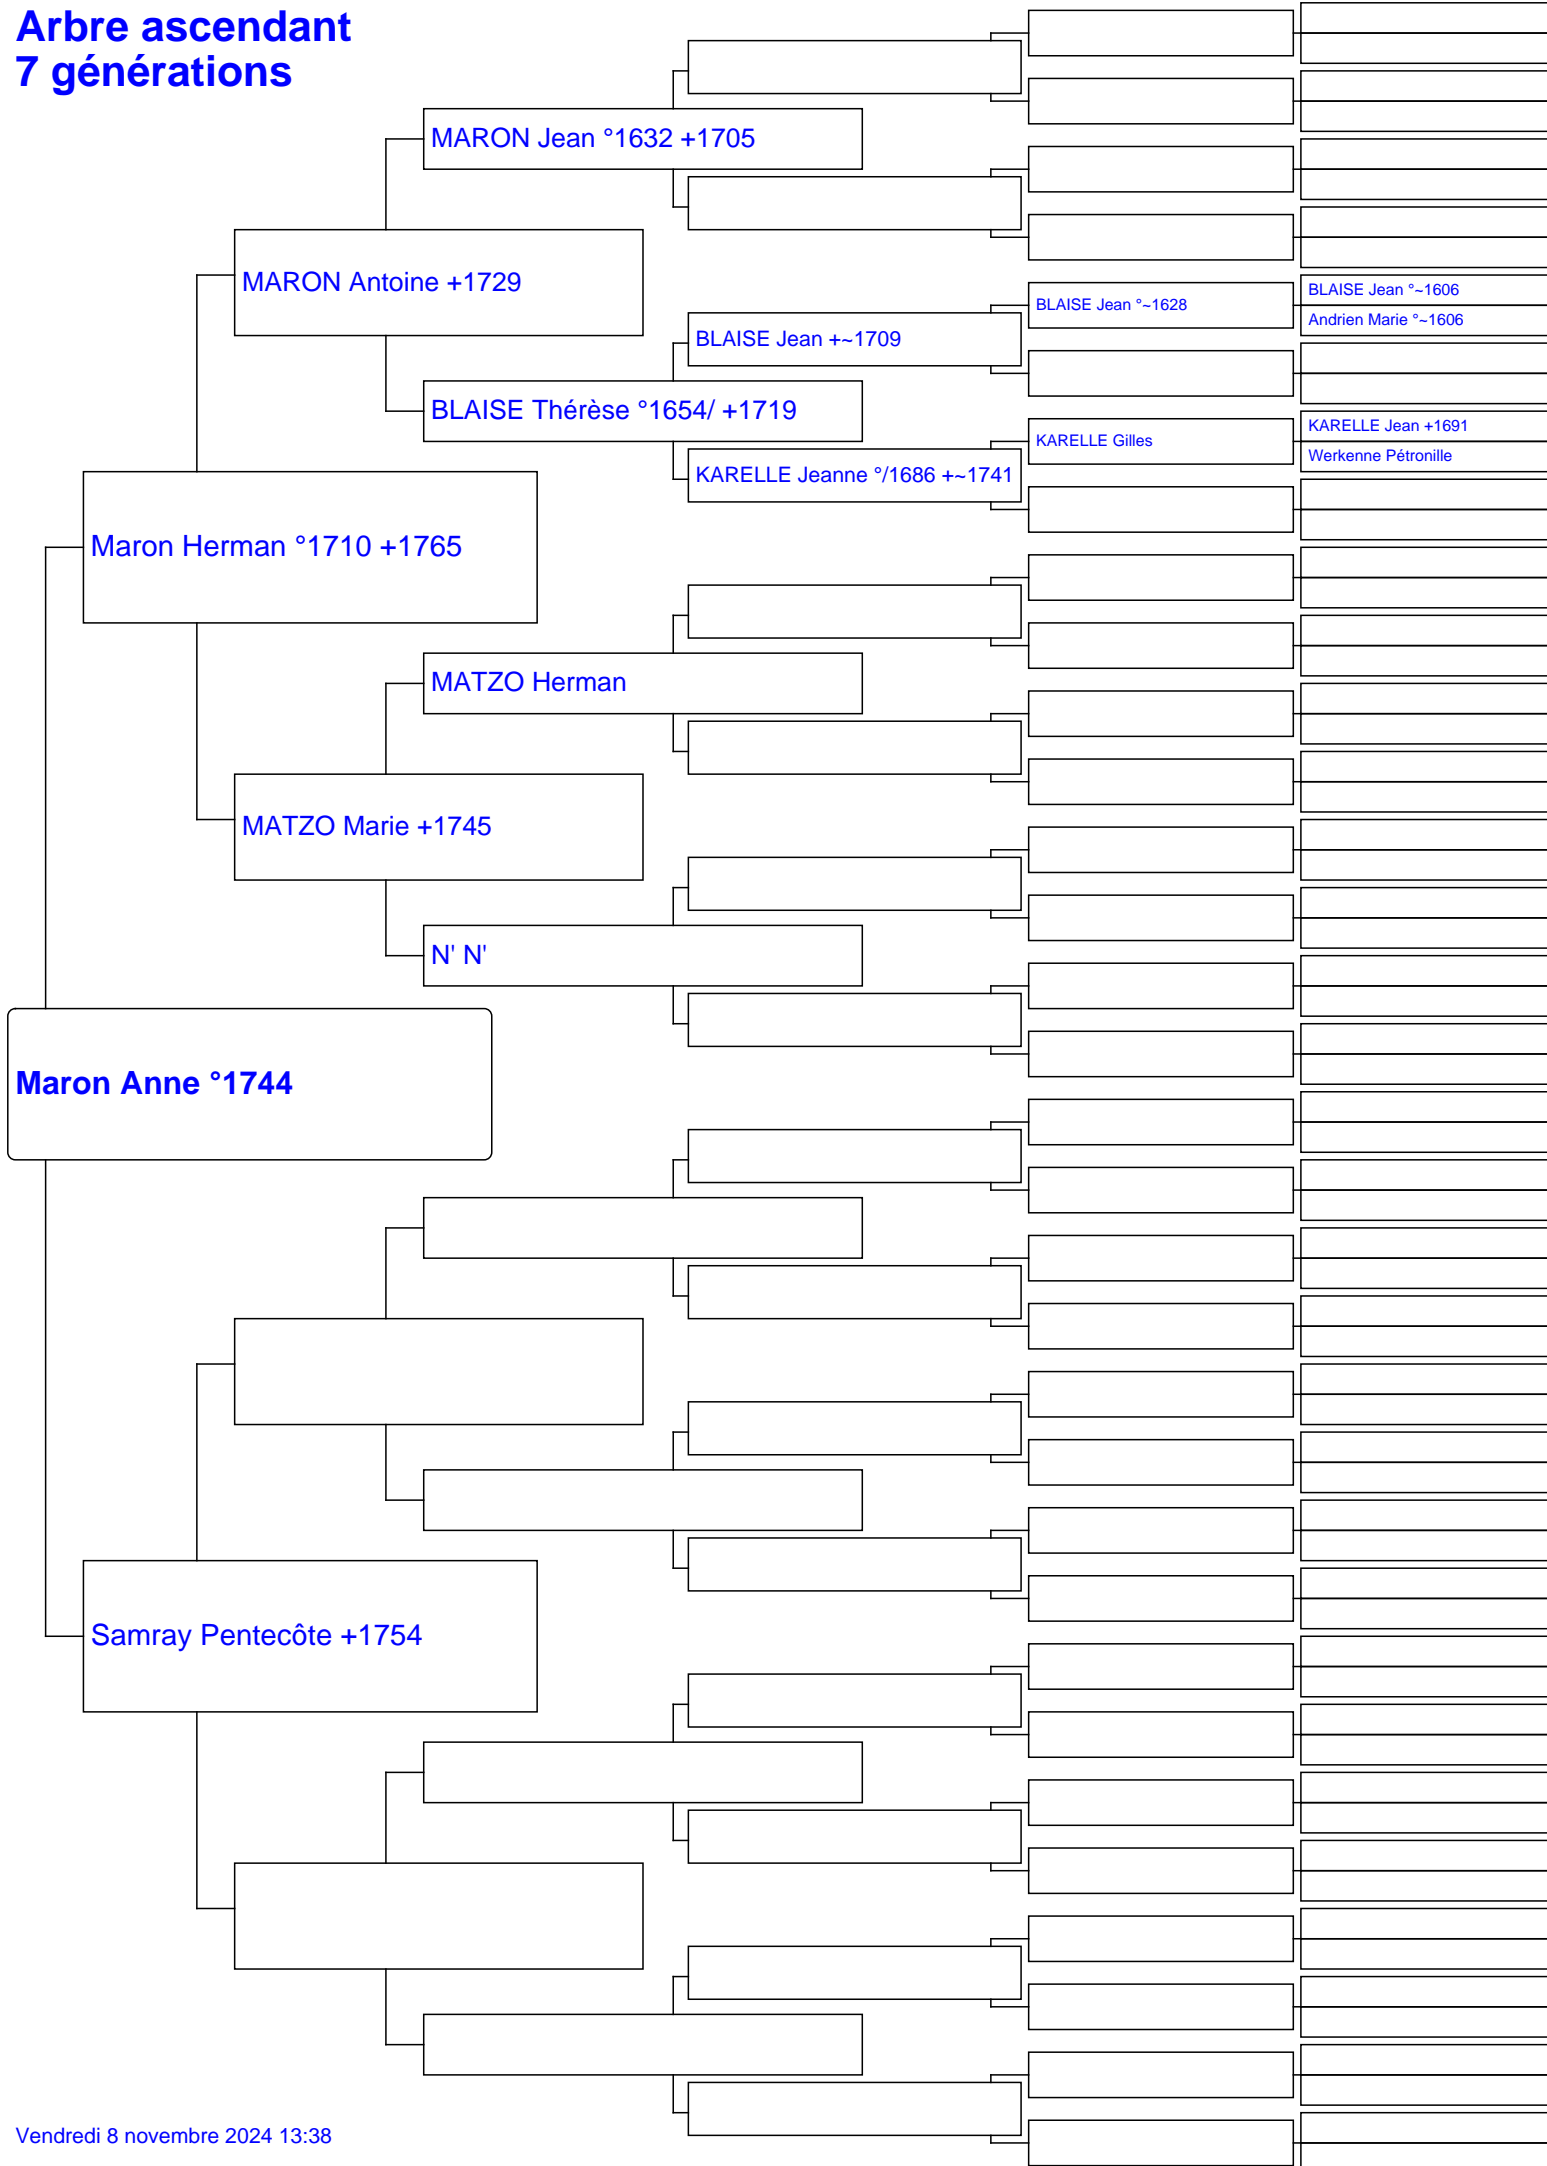 Arbre ascendant
7 générations
MARON Jean °1632 +1705
MARON Antoine +1729
BLAISE Jean °~1628
BLAISE Jean °~1606
Andrien Marie °~1606
BLAISE Jean +~1709
BLAISE Thérèse °1654/ +1719
KARELLE Gilles
KARELLE Jean +1691
Werkenne Pétronille
KARELLE Jeanne °/1686 +~1741
Maron Herman °1710 +1765
MATZO Herman
MATZO Marie +1745
N' N'
Maron Anne °1744
Samray Pentecôte +1754
Vendredi 8 novembre 2024 13:38